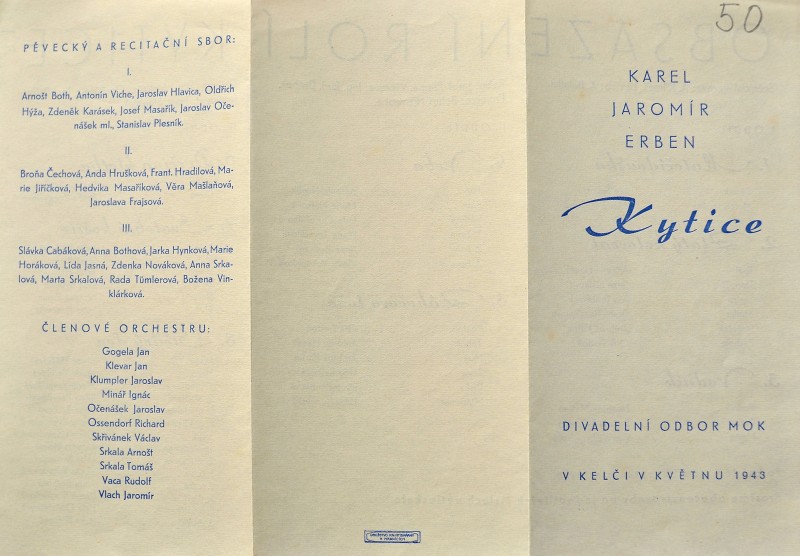 PĚVECKÝ A RECITAČNÍ SBOR:
I.
Arnošt Both, Antonín Viche, Jaroslav Hlavica, Oldřich
Hýža, Zdeněk Karásek, Josef Masařík, Jaroslav Oče-
nášek ml., Stanislav Plesník.
II.
Broňa Čechová, Anda Hrušková, Frant. Hradilová, Ma-
rie Jiříčková, Hedvika Masaříková, Věra Mašlaňová,
Jaroslava Frajsová.
III.
Slávka Cabáková, Anna Bothová, Jarka Hynková, Marie
Horáková, Lida Jasná, Zdenka Nováková, Anna Srka-
lová, Marta Srkalová, Rada Tümlerová, Božena Vin-
klárková.
ČLENOVÉ ORCHESTRU:
Gogela Jan
Klevar Jan
Klumpler Jaroslav
Minář Ignác
Očenášek Jaroslav
Ossendorf Richard
Skřivánek Václav
Srkala Arnošt
Srkala Tomáš
Vaca Rudolf
Vlach Jaromír
50
KAREL
JAROMÍR
ERBEN
Kytice
DIVADELNÍ ODBOR MOK
V KELČI V KVĚTNU 1943